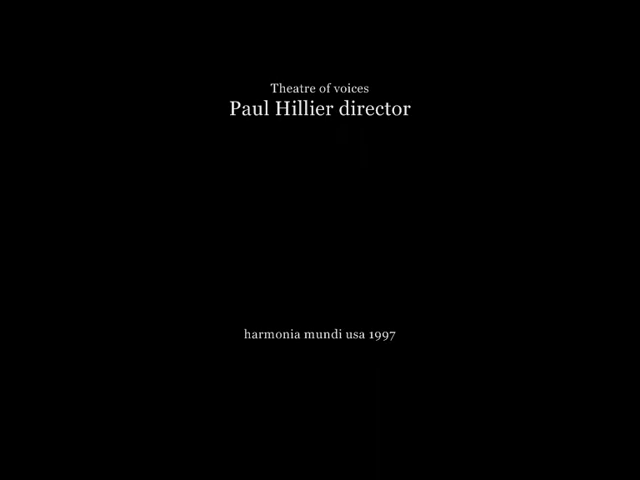 Theatre of voices
Paul Hillier director
harmonia mundi usa 1997